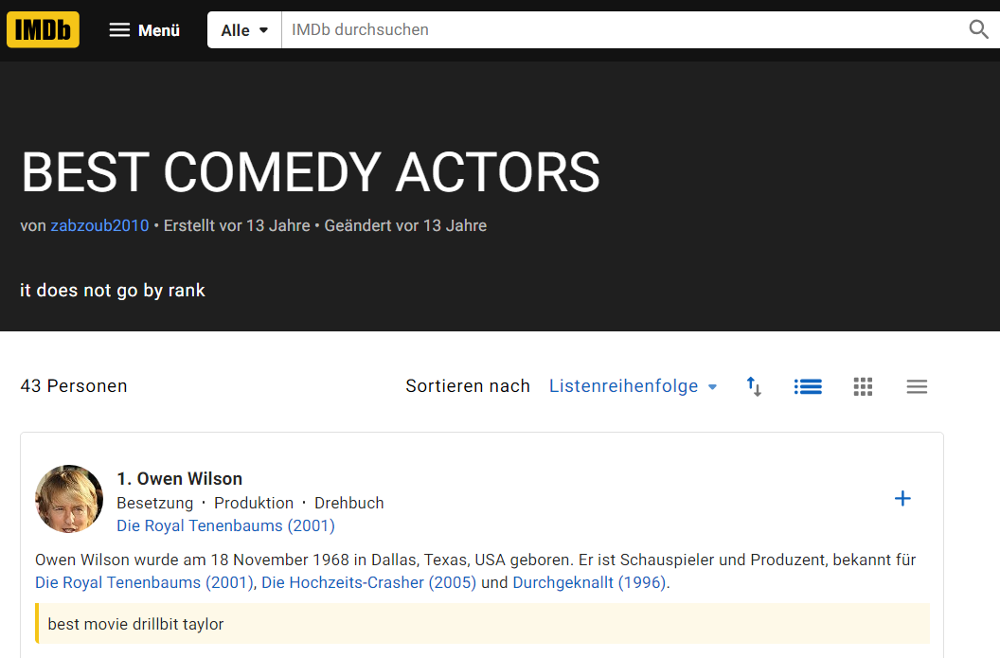 IMDb Menü Alle IMDb durchsuchen
BEST COMEDY ACTORS
von zabzoub2010 • Erstellt vor 13 Jahre • Geändert vor 13 Jahre
it does not go by rank
43 Personen Sortieren nach Listenreihenfolge
1. Owen Wilson
Besetzung · Produktion · Drehbuch
Die Royal Tenenbaums (2001)
Owen Wilson wurde am 18 November 1968 in Dallas, Texas, USA geboren. Er ist Schauspieler und Produzent, bekannt für
Die Royal Tenenbaums (2001), Die Hochzeits-Crasher (2005) und Durchgeknallt (1996).
best movie drillbit taylor